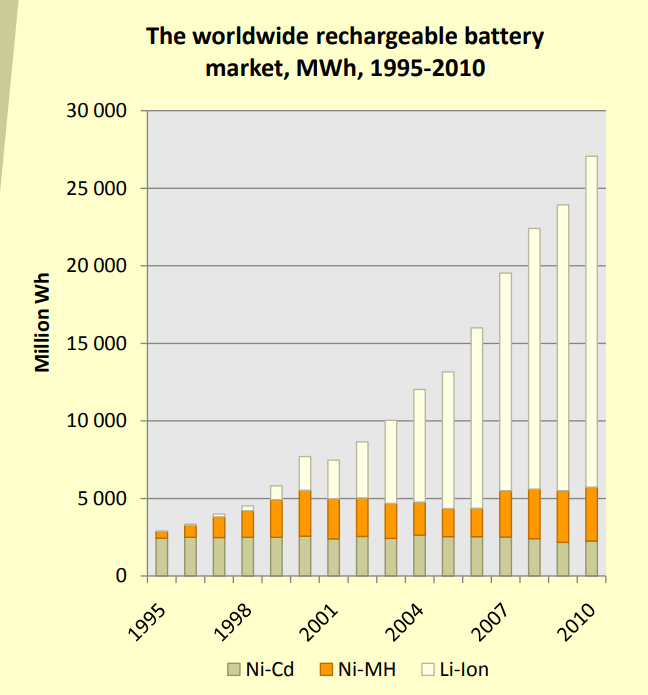 The worldwide rechargeable battery
market, MWh, 1995-2010
30 000
25 000
20 000
15 000
10 000
5 000
0
Million Wh
1995
1998
2001
2004
2007
2010
Ni-Cd
Ni-MH
Li-Ion